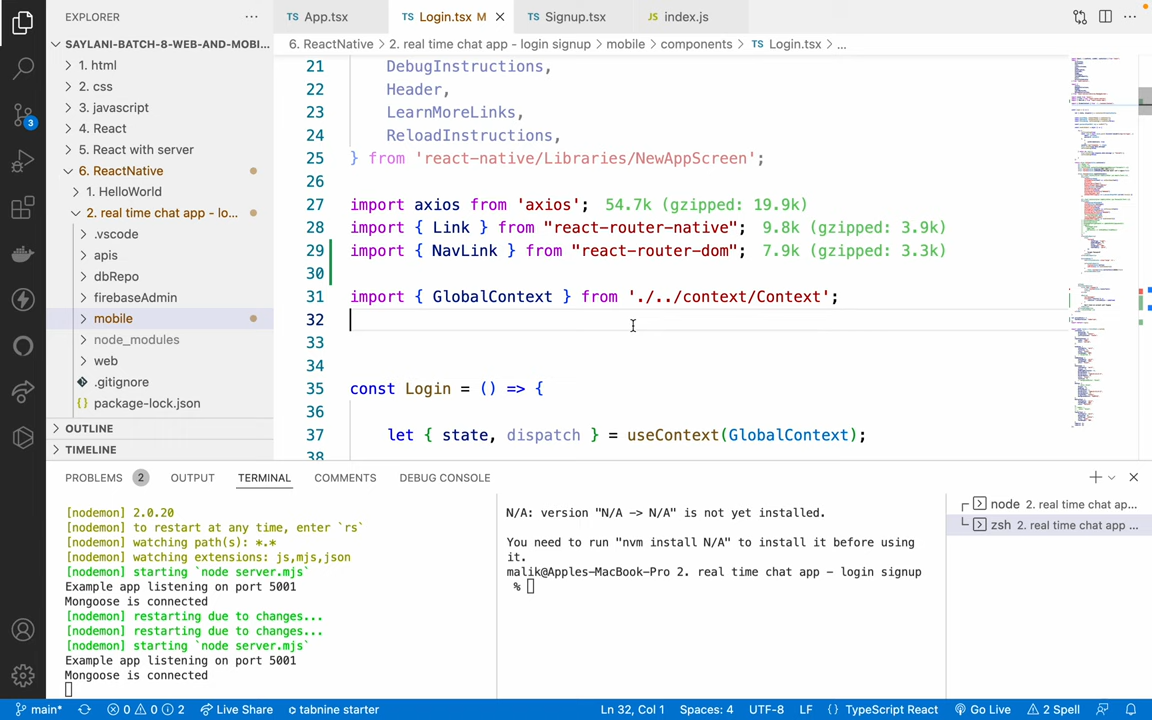 EXPLORER
App.tsx
Login.tsx M
Signup.tsx
JS index.js
SAYLANI-BATCH-8-WEB-AND-MOBI...
1. html
2. css
3. javascript
4. React
5. React with server
6. ReactNative
1. HelloWorld
2. real time chat app - lo...
.vscode
apis
dbRepo
firebaseAdmin
mobile
node_modules
web
.gitignore
package-lock.json
OUTLINE
TIMELINE
3
6. ReactNative > 2. real time chat app - login signup > mobile > components > TS Login.tsx > ...
21 DebugInstructions,
22 Header,
23 LearnMoreLinks,
24 ReloadInstructions,
25 } from 'react-native/Libraries/NewAppScreen';
26
27 import axios from 'axios'; 54.7k (gzipped: 19.9k)
28 import { Link } from "react-router-native"; 9.8k (gzipped: 3.9k)
29 import { NavLink } from "react-router-dom"; 7.9k (gzipped: 3.3k)
30
31 import { GlobalContext } from './../context/Context';
32
33
34
35 const Login = () => {
36
37 let { state, dispatch } = useContext(GlobalContext);
38
PROBLEMS 2 OUTPUT TERMINAL COMMENTS DEBUG CONSOLE
[nodemon] 2.0.20
[nodemon] to restart at any time, enter `rs`
[nodemon] watching path(s): *.*
[nodemon] watching extensions: js,mjs,json
[nodemon] starting `node server.mjs`
Example app listening on port 5001
Mongoose is connected
[nodemon] restarting due to changes...
[nodemon] restarting due to changes...
[nodemon] starting `node server.mjs`
Example app listening on port 5001
Mongoose is connected
N/A: version "N/A -> N/A" is not yet installed.
You need to run "nvm install N/A" to install it before using
it.
malik@Apples-MacBook-Pro 2. real time chat app - login signup
%
node 2. real time chat ap...
zsh 2. real time chat app ...
main* 0 0 2 Live Share tabnine starter Ln 32, Col 1 Spaces: 4 UTF-8 LF {} TypeScript React Go Live 2 Spell